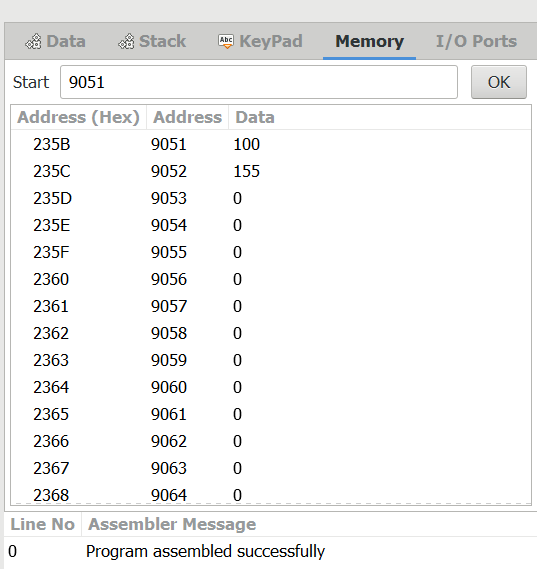 Data Stack Abc KeyPad Memory I/O Ports
Start 9051 OK
Address (Hex) Address Data
235B 9051 100
235C 9052 155
235D 9053 0
235E 9054 0
235F 9055 0
2360 9056 0
2361 9057 0
2362 9058 0
2363 9059 0
2364 9060 0
2365 9061 0
2366 9062 0
2367 9063 0
2368 9064 0
Line No Assembler Message
0 Program assembled successfully